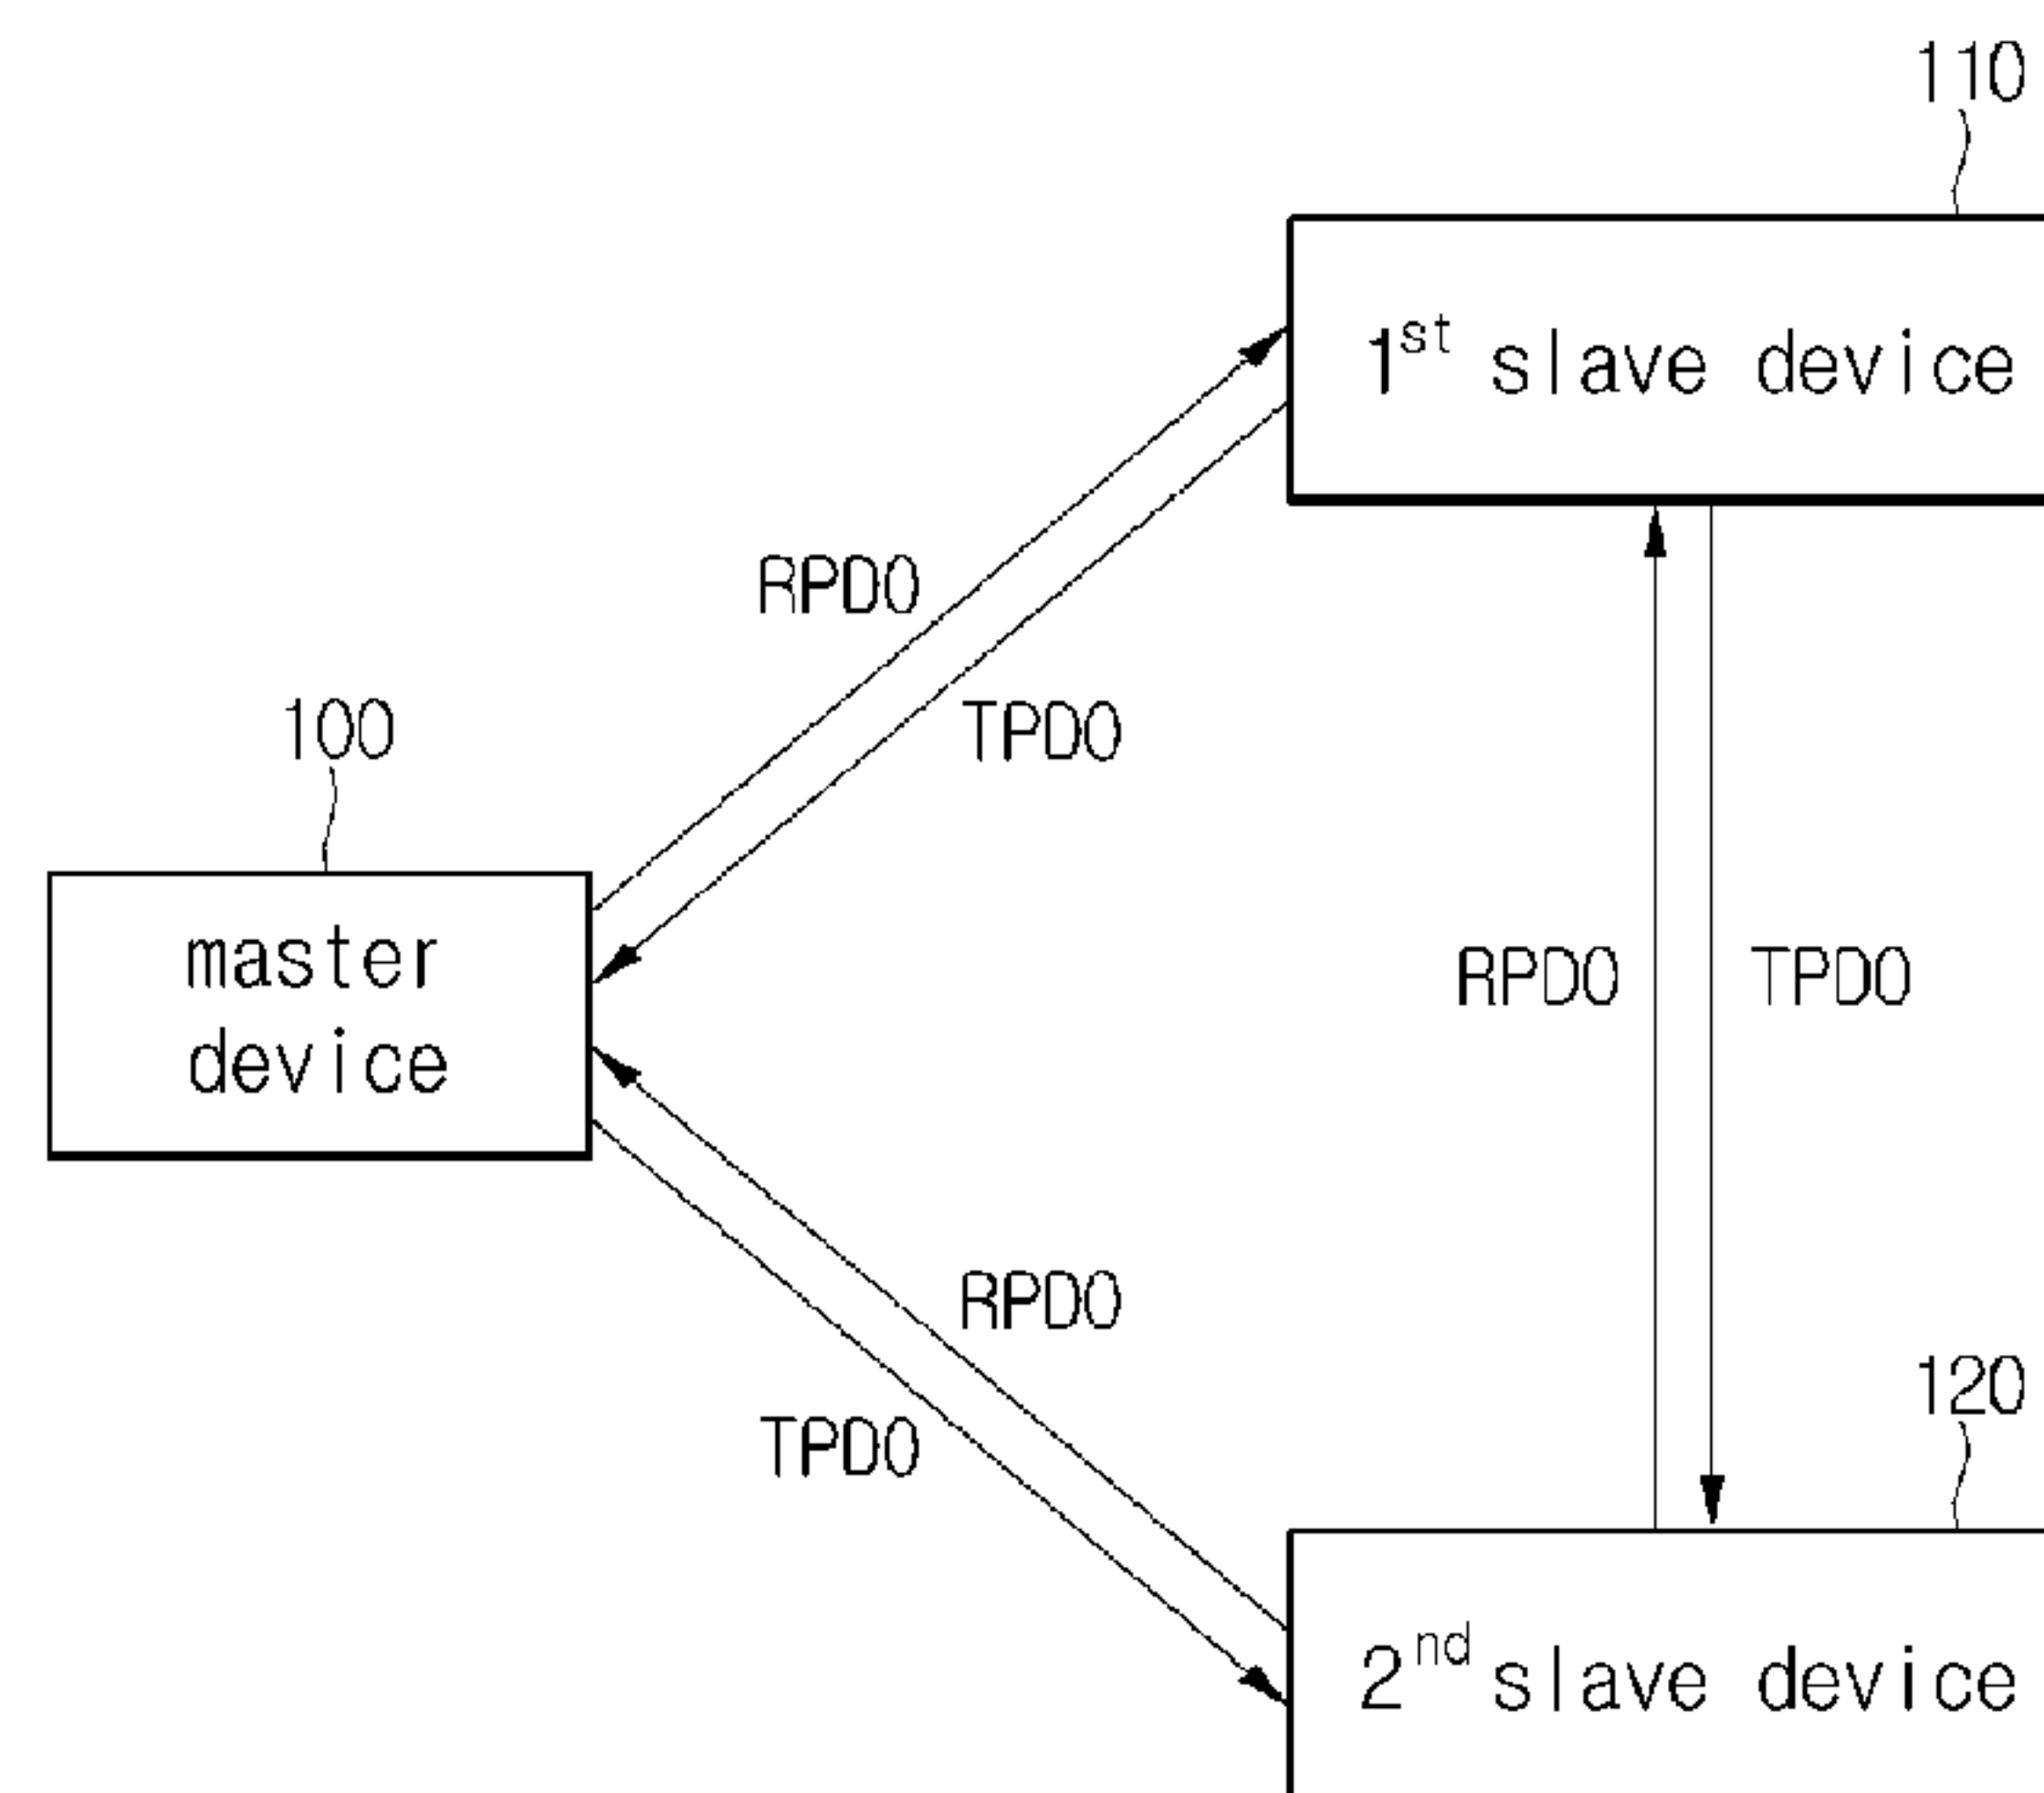 110
1st slave device
RPDO
TPDO
100
master
device
RPDO
TPDO
RPDO
TPDO
120
2nd slave device